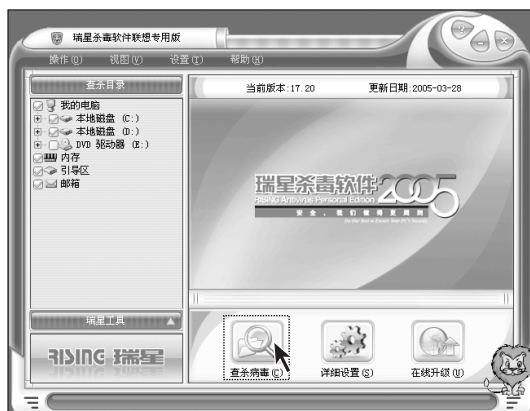 瑞星杀毒软件联想专用版
操作(O) 视图(V) 设置(T) 帮助(H)
查杀目录
当前版本:17.20 更新日期:2005-03-28
我的电脑
本地磁盘 (C:)
本地磁盘 (D:)
DVD 驱动器 (E:)
内存
引导区
邮箱
瑞星杀毒软件2005
RISING Antivirus Personal Edition
安全,我们做得更周到
瑞星工具
RISING 瑞星
查杀病毒(C) 详细设置(S) 在线升级(U)